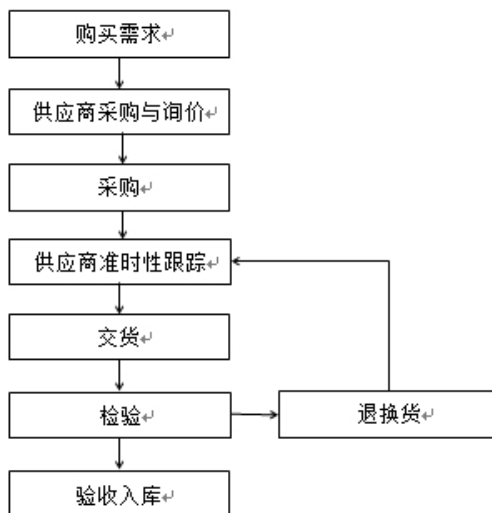 购买需求
供应商采购与询价
采购
供应商准时性跟踪
交货
检验
退换货
验收入库